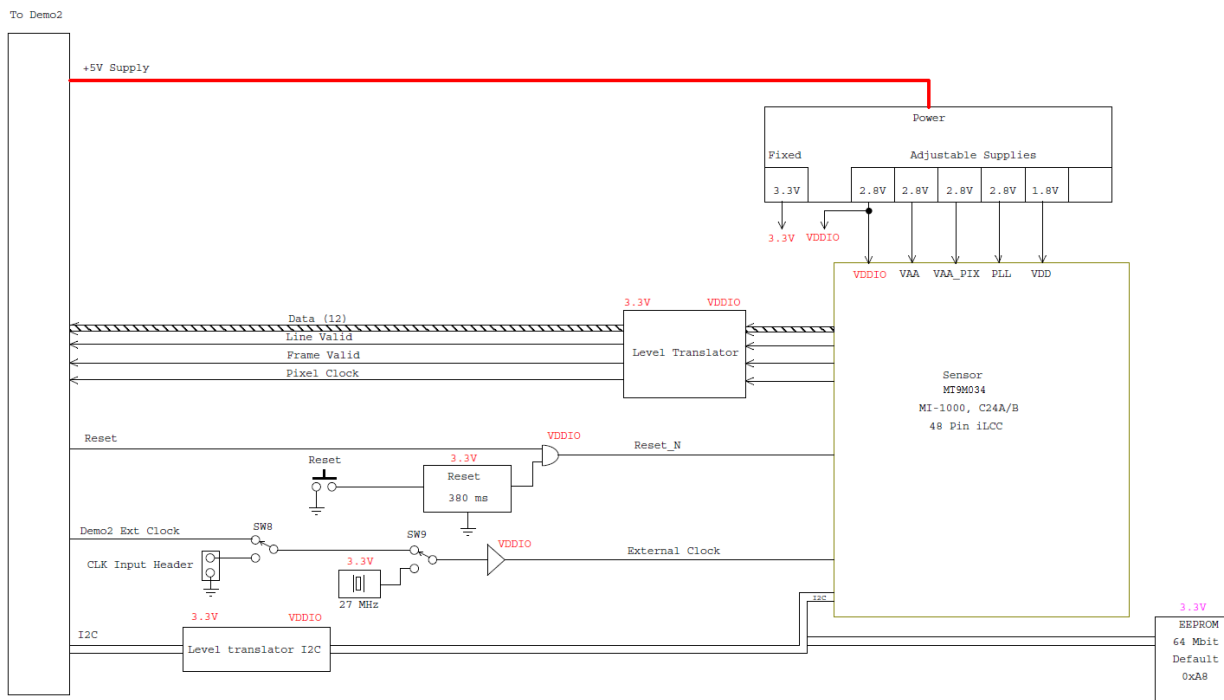 To Demo2
+5V Supply
Power
Fixed
Adjustable Supplies
3.3V
2.8V
2.8V
2.8V
2.8V
1.8V
3.3V
VDDIO
VDDIO
VAA
VAA_PIX
PLL
VDD
3.3V
VDDIO
Data (12)
Line Valid
Frame Valid
Pixel Clock
Level Translator
Sensor
MT9M034
MI-1000, C24A/B
48 Pin iLCC
Reset
VDDIO
Reset_N
Reset
3.3V
Reset
380 ms
Demo2 Ext Clock
SW8
SW9
VDDIO
External Clock
CLK Input Header
3.3V
27 MHz
I2C
3.3V
VDDIO
I2C
Level translator I2C
3.3V
EEPROM
64 Mbit
Default
0xA8